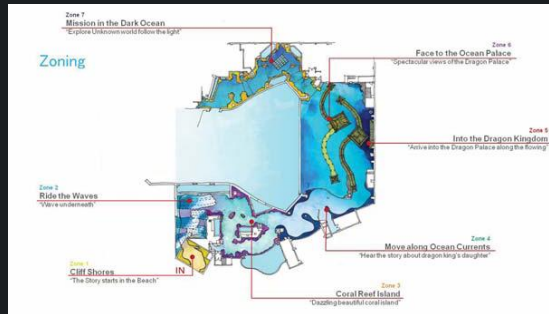 Zone 7
Mission in the Dark Ocean
"Explore Unknown world follow the light"
Zoning
Zone 6
Face to the Ocean Palace
"Spectacular views of the Dragon Palace"
Zone 5
Into the Dragon Kingdom
"Arrive into the Dragon Palace along the flowing"
Zone 2
Ride the Waves
"Wave underneath"
Zone 4
Move along Ocean Currents
"Hear the story about dragon king's daughter"
Zone 1
Cliff Shores
"The Story starts in the Beach"
IN
Zone 3
Coral Reef Island
"Dazzling beautiful coral island"